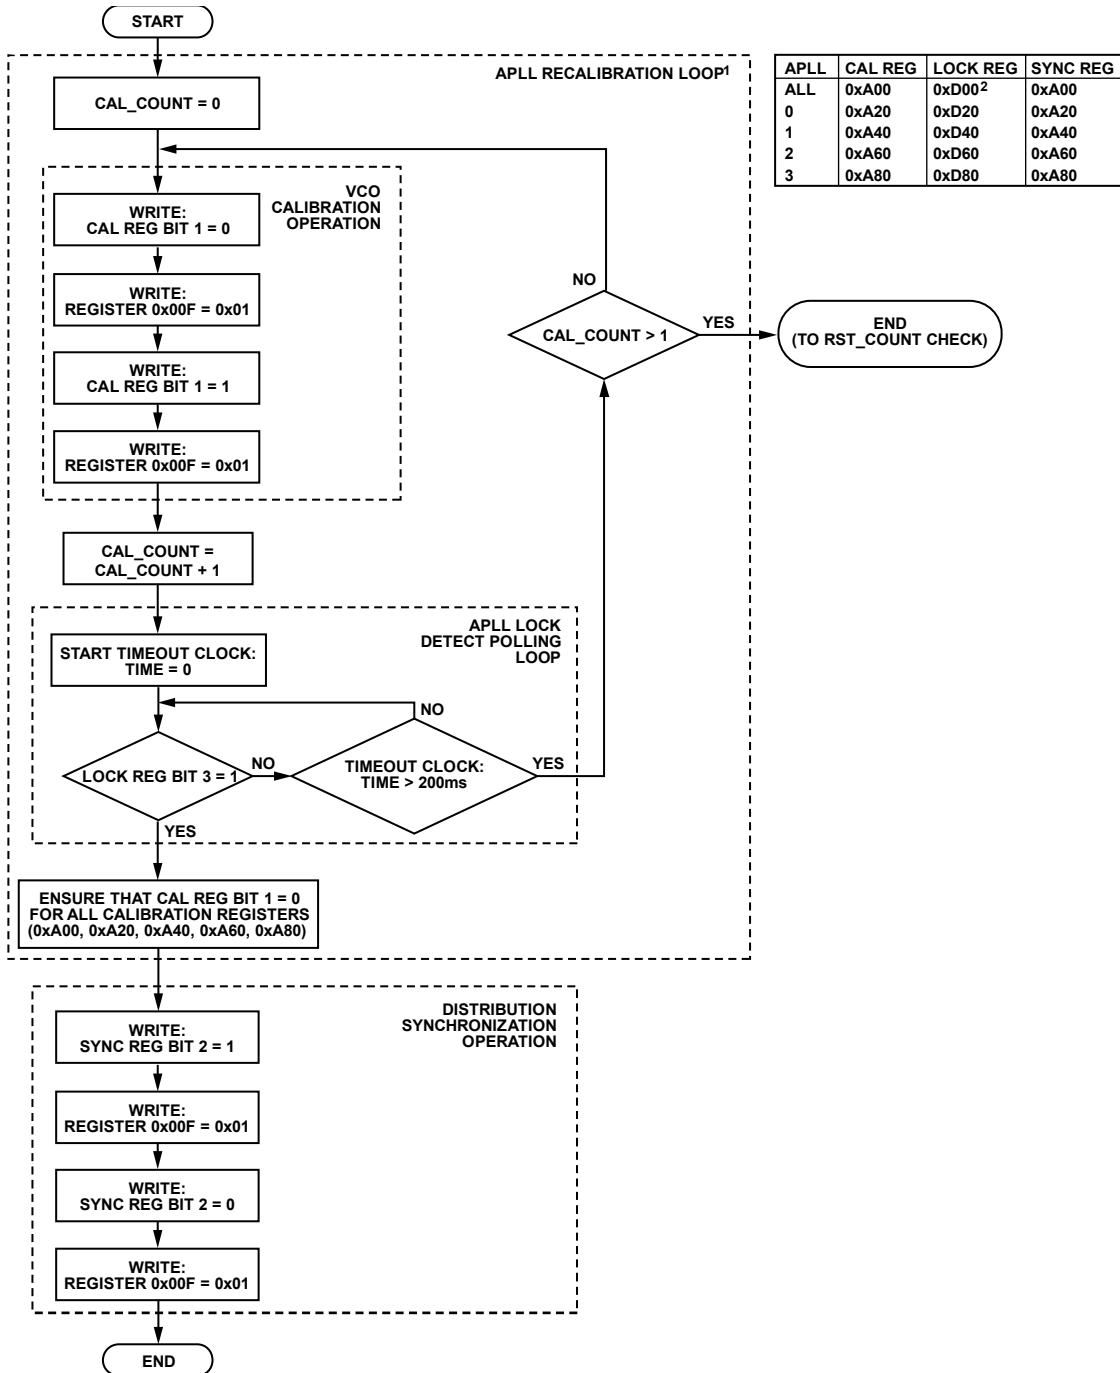 START
APLL RECALIBRATION LOOP1
CAL_COUNT = 0
VCO
CALIBRATION
OPERATION
WRITE:
CAL REG BIT 1 = 0
WRITE:
REGISTER 0x00F = 0x01
WRITE:
CAL REG BIT 1 = 1
WRITE:
REGISTER 0x00F = 0x01
CAL_COUNT =
CAL_COUNT + 1
APLL LOCK
DETECT POLLING
LOOP
START TIMEOUT CLOCK:
TIME = 0
NO
LOCK REG BIT 3 = 1
NO
TIMEOUT CLOCK:
TIME > 200ms
YES
YES
NO
CAL_COUNT > 1
YES
END
(TO RST_COUNT CHECK)
ENSURE THAT CAL REG BIT 1 = 0
FOR ALL CALIBRATION REGISTERS
(0xA00, 0xA20, 0xA40, 0xA60, 0xA80)
DISTRIBUTION
SYNCHRONIZATION
OPERATION
WRITE:
SYNC REG BIT 2 = 1
WRITE:
REGISTER 0x00F = 0x01
WRITE:
SYNC REG BIT 2 = 0
WRITE:
REGISTER 0x00F = 0x01
END
APLL CAL REG LOCK REG SYNC REG
ALL 0xA00 0xD002 0xA00
0 0xA20 0xD20 0xA20
1 0xA40 0xD40 0xA40
2 0xA60 0xD60 0xA60
3 0xA80 0xD80 0xA80